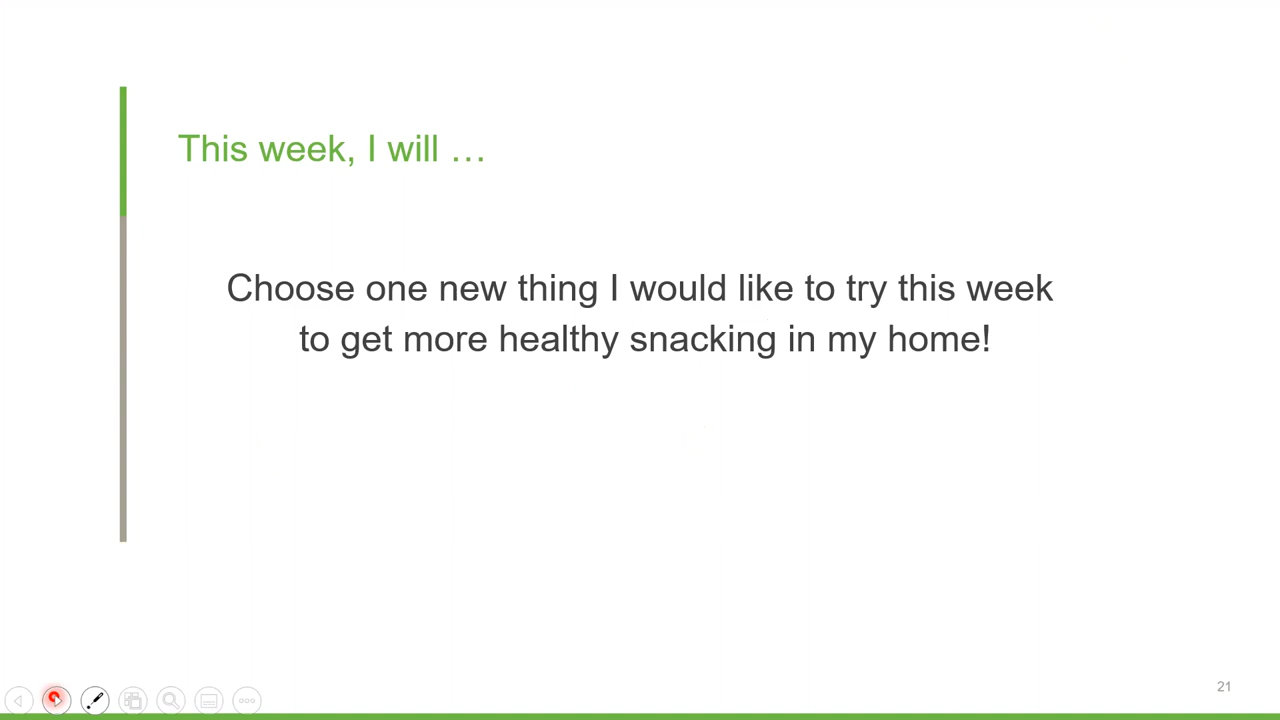 This week, I will …
Choose one new thing I would like to try this week
to get more healthy snacking in my home!
21